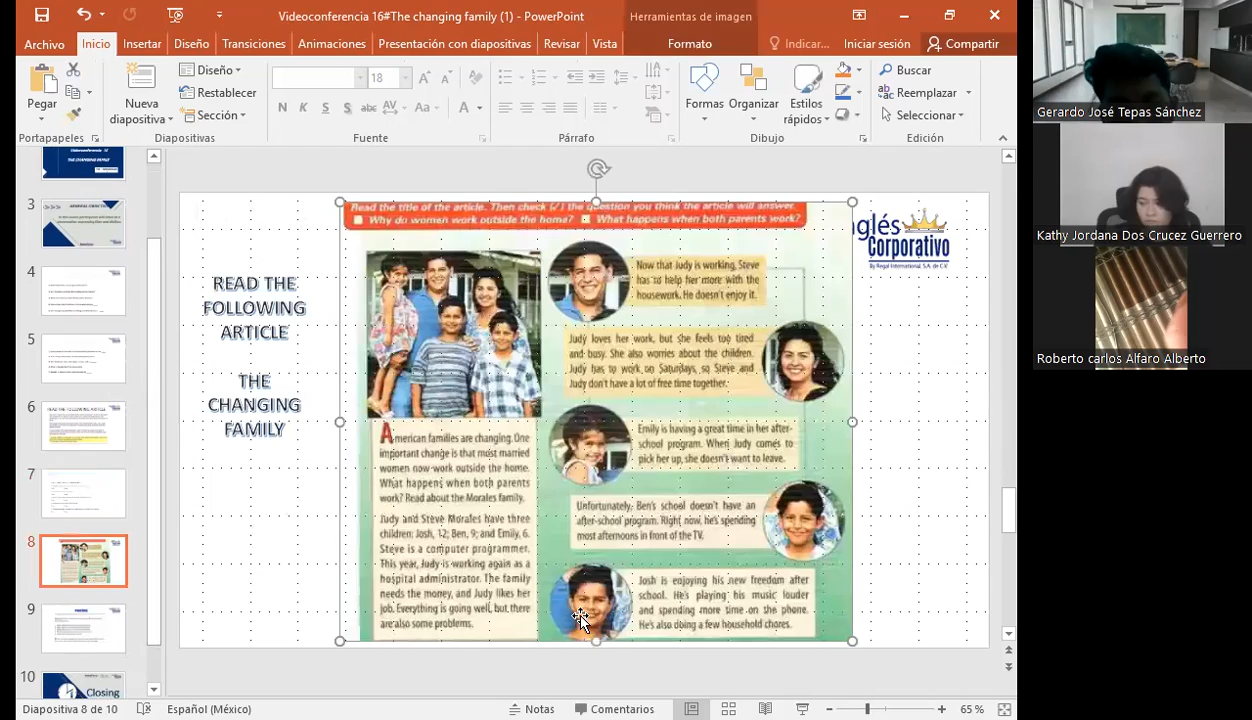 Videoconferencia 16#The changing family (1) - PowerPoint
Herramientas de imagen
Archivo Inicio Insertar Diseño Transiciones Animaciones Presentación con diapositivas Revisar Vista Formato Indicar... Iniciar sesión Compartir
Pegar
Nueva diapositiva
Diseño
Restablecer
Sección
18
N K S S abc AV Aa A
Formas
Organizar
Estilos rápidos
Buscar
Reemplazar
Seleccionar
Portapapeles Diapositivas Fuente Párrafo Dibujo Edición
3
4
5
6
7
8
9
10
Closing
READ THE
FOLLOWING
ARTICLE
THE
CHANGING
FAMILY
Read the title of the article. Then check (✓) the question you think the article will answer.
Why do women work outside the home? What happens when both parents work?
American families are changing. One
important change is that most married
women now work outside the home.
What happens when both parents
work? Read about the Morales family.
Judy and Steve Morales have three
children: Josh, 12; Ben, 9; and Emily, 6.
Steve is a computer programmer.
This year, Judy is working again as a
hospital administrator. The family
needs the money, and Judy likes her
job. Everything is going well, but there
are also some problems.
Now that Judy is working, Steve
has to help her more with the
housework. He doesn't enjoy it.
Judy loves her work, but she feels too tired
and busy. She also worries about the children.
Judy has to work on Saturdays, so Steve and
Judy don't have a lot of free time together.
Emily is having a great time in her after-
school program. When Judy comes to
pick her up, she doesn't want to leave.
Unfortunately, Ben's school doesn't have an
after-school program. Right now, he's spending
most afternoons in front of the TV.
Josh is enjoying his new freedom after
school. He's playing his music louder
and spending more time on the phone.
He's also doing a few household chores.
nglés
Corporativo
By Regal International, S.A. de C.V.
Diapositiva 8 de 10
Español (México)
Notas
Comentarios
65 %
Gerardo José Tepas Sánchez
Kathy Jordana Dos Crucez Guerrero
Roberto carlos Alfaro Alberto